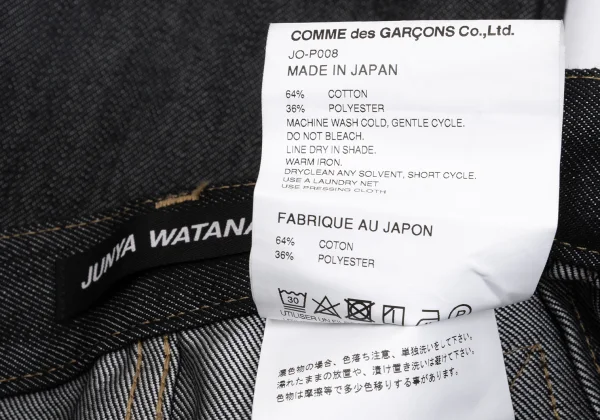 COMME des GARÇONS Co.,Ltd.
JO-P008
MADE IN JAPAN
64% COTTON
36% POLYESTER
MACHINE WASH COLD, GENTLE CYCLE.
DO NOT BLEACH.
LINE DRY IN SHADE.
WARM IRON.
DRYCLEAN ANY SOLVENT, SHORT CYCLE.
USE A LAUNDRY NET
USE PRESSING CLOTH
FABRIQUE AU JAPON
64% COTON
36% POLYESTER
30
P
UTILISER UN
濃色物の場合、色落ち注意、単独洗いをして下さい。
濡れたままの放置や、漬け置き洗いは避けて下さい。
色物は摩擦等で多少色移りする事があります。
JUNYA WATANA